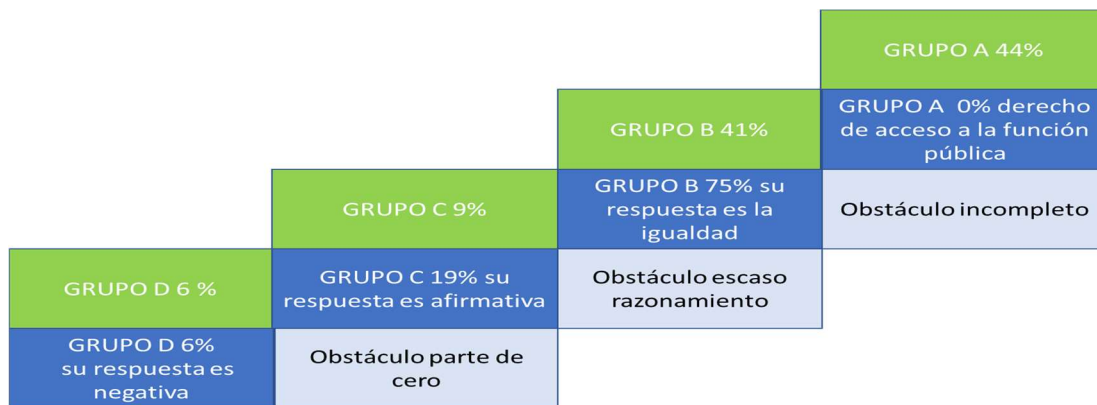 GRUPO A 44%
GRUPO A  0% derecho
de acceso a la función
pública
Obstáculo incompleto
GRUPO B 41%
GRUPO B 75% su
respuesta es la
igualdad
Obstáculo escaso
razonamiento
GRUPO C 9%
GRUPO C 19% su
respuesta es afirmativa
Obstáculo parte de
cero
GRUPO D 6 %
GRUPO D 6%
su respuesta es
negativa